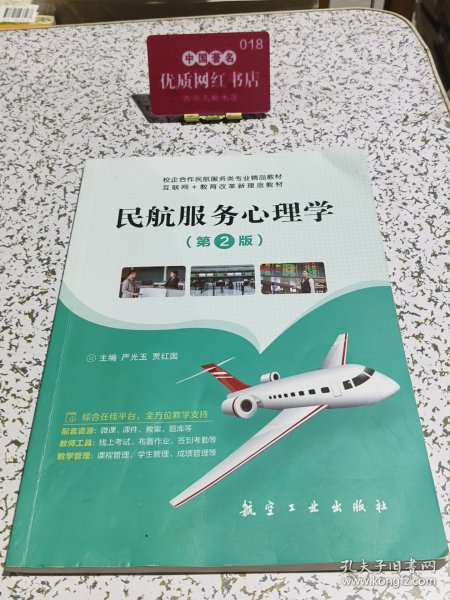 018
中国著名
优质网红书店
校企合作民航服务类专业精品教材
互联网+教育改革新理念教材
民航服务心理学
(第2版)
主编 严光玉 贾红国
综合在线平台,全方位教学支持
配套资源:微课、课件、教案、题库等
教师工具:线上考试、布置作业、签到考勤等
教学管理:课程管理、学生管理、成绩管理等
航空工业出版社
孔夫子旧书网
www.kongfz.com